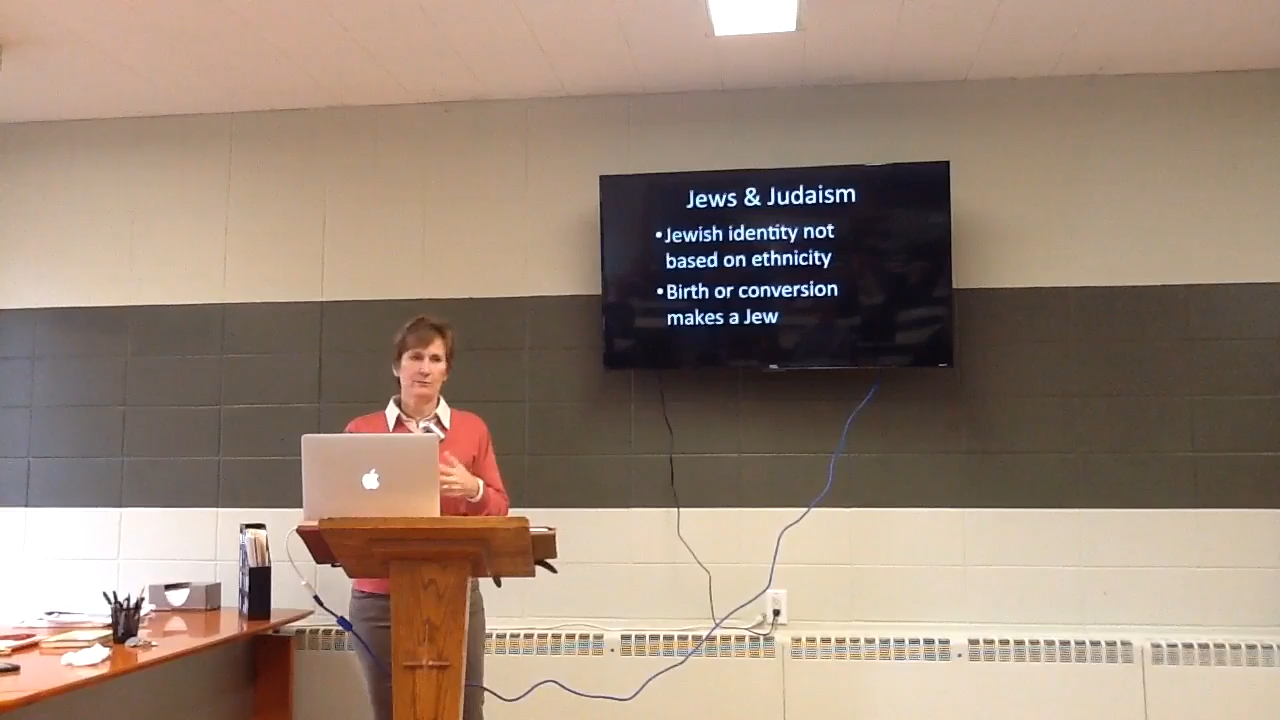 Jews & Judaism
•Jewish identity not
based on ethnicity
•Birth or conversion
makes a Jew